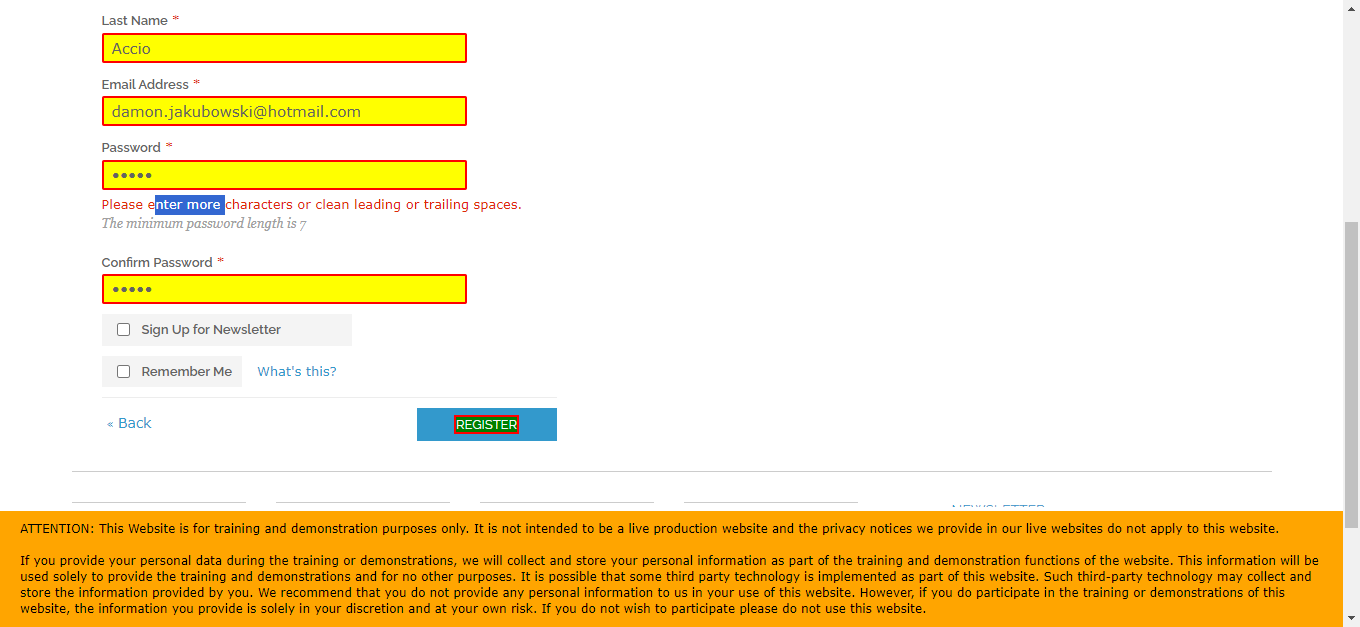 Last Name *
Accio
Email Address *
damon.jakubowski@hotmail.com
Password *
•••••
Please enter more characters or clean leading or trailing spaces.
The minimum password length is 7
Confirm Password *
•••••
Sign Up for Newsletter
Remember Me What's this?
« Back REGISTER
NEWSLETTER
ATTENTION: This Website is for training and demonstration purposes only. It is not intended to be a live production website and the privacy notices we provide in our live websites do not apply to this website.
If you provide your personal data during the training or demonstrations, we will collect and store your personal information as part of the training and demonstration functions of the website. This information will be
used solely to provide the training and demonstrations and for no other purposes. It is possible that some third party technology is implemented as part of this website. Such third-party technology may collect and
store the information provided by you. We recommend that you do not provide any personal information to us in your use of this website. However, if you do participate in the training or demonstrations of this
website, the information you provide is solely in your discretion and at your own risk. If you do not wish to participate please do not use this website.